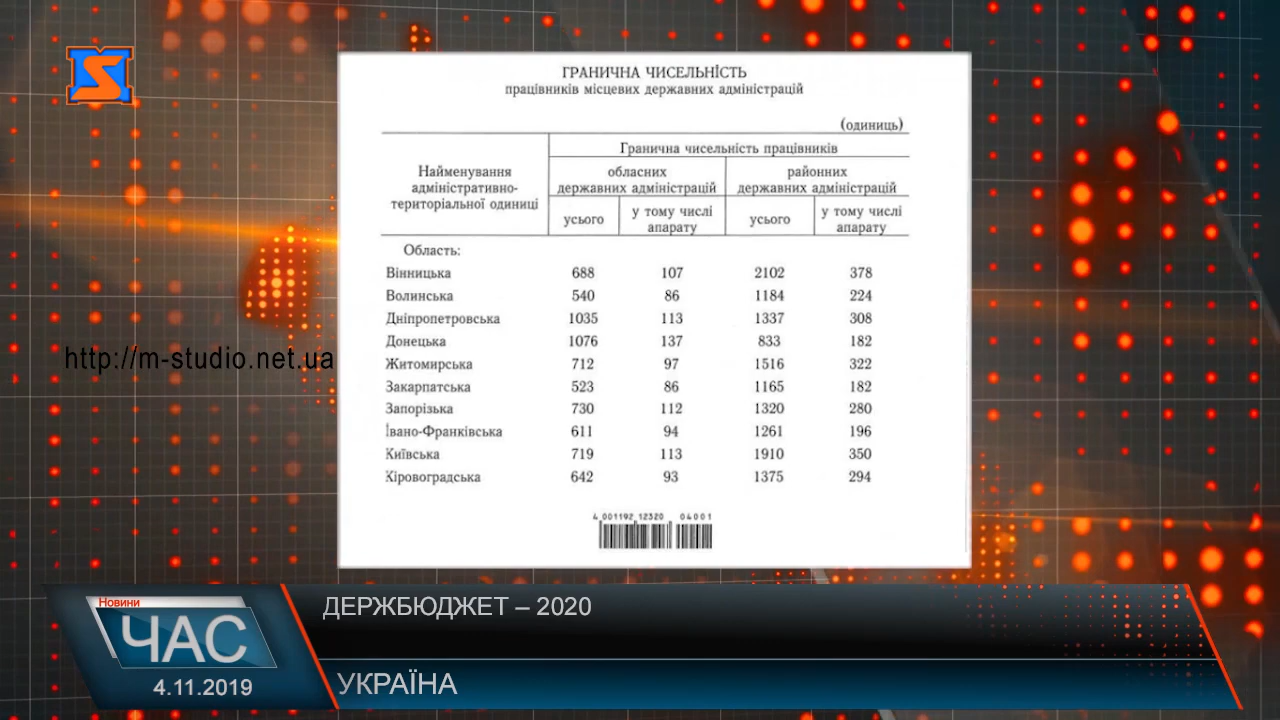 ГРАНИЧНА ЧИСЕЛЬНІСТЬ
працівників місцевих державних адміністрацій
(одиниць)
Найменування
адміністративно-
територіальної одиниці
Гранична чисельність працівників
обласних
державних адміністрацій
районних
державних адміністрацій
усього
у тому числі
апарату
усього
у тому числі
апарату
Область:
Вінницька 688 107 2102 378
Волинська 540 86 1184 224
Дніпропетровська 1035 113 1337 308
Донецька 1076 137 833 182
Житомирська 712 97 1516 322
Закарпатська 523 86 1165 182
Запорізька 730 112 1320 280
Івано-Франківська 611 94 1261 196
Київська 719 113 1910 350
Кіровоградська 642 93 1375 294
4 001192 12320 04001
http://m-studio.net.ua
S
Новини
ЧАС
4.11.2019
ДЕРЖБЮДЖЕТ – 2020
УКРАЇНА